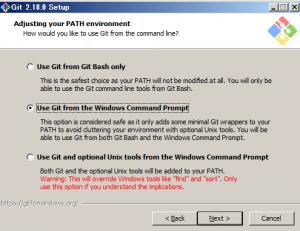 Git 2.18.0 Setup
Adjusting your PATH environment
How would you like to use Git from the command line?
Use Git from Git Bash only
This is the safest choice as your PATH will not be modified at all. You will only be
able to use the Git command line tools from Git Bash.
Use Git from the Windows Command Prompt
This option is considered safe as it only adds some minimal Git wrappers to your
PATH to avoid cluttering your environment with optional Unix tools. You will be
able to use Git from both Git Bash and the Windows Command Prompt.
Use Git and optional Unix tools from the Windows Command Prompt
Both Git and the optional Unix tools will be added to your PATH.
Warning: This will override Windows tools like "find" and "sort". Only
use this option if you understand the implications.
https://gitforwindows.org/
< Back
Next >
Cancel